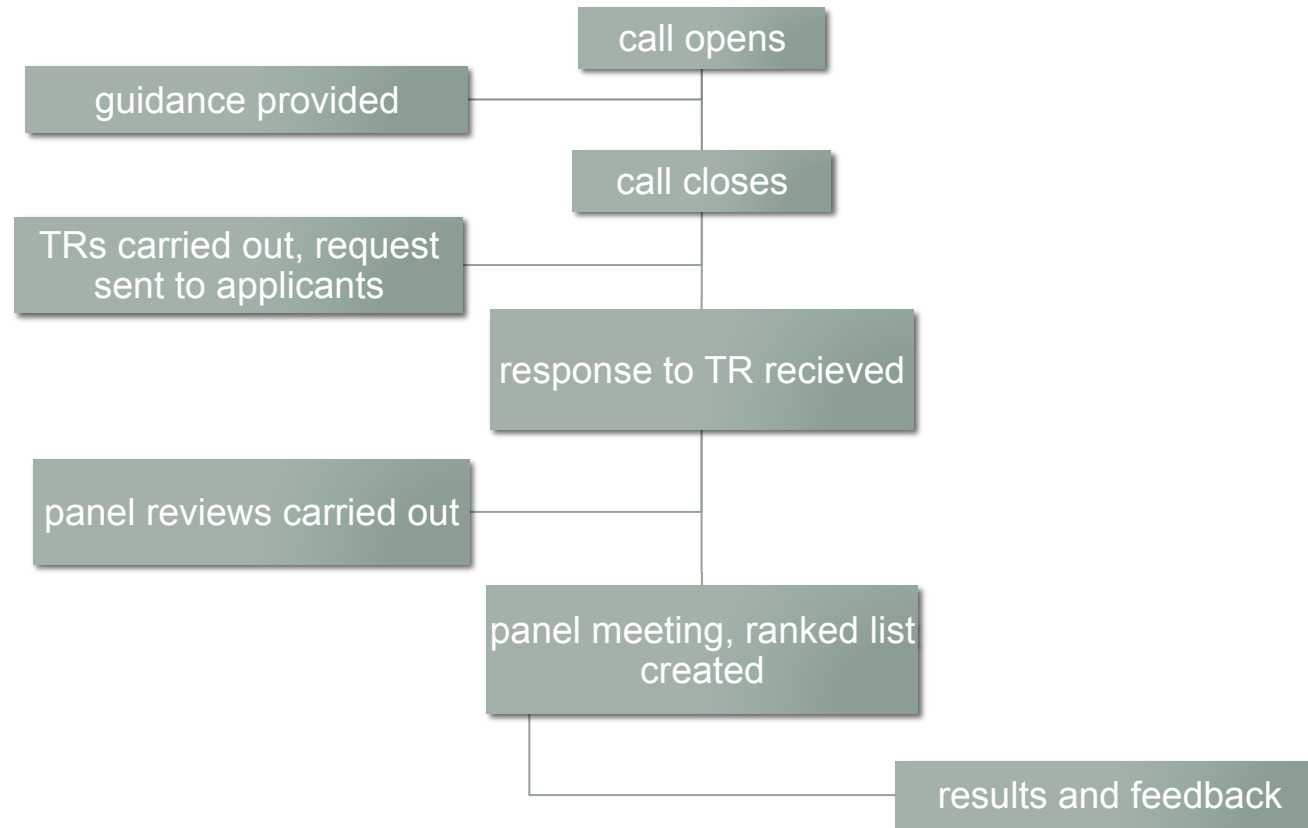 call opens
guidance provided
call closes
TRs carried out, request
sent to applicants
response to TR recieved
panel reviews carried out
panel meeting, ranked list
created
results and feedback